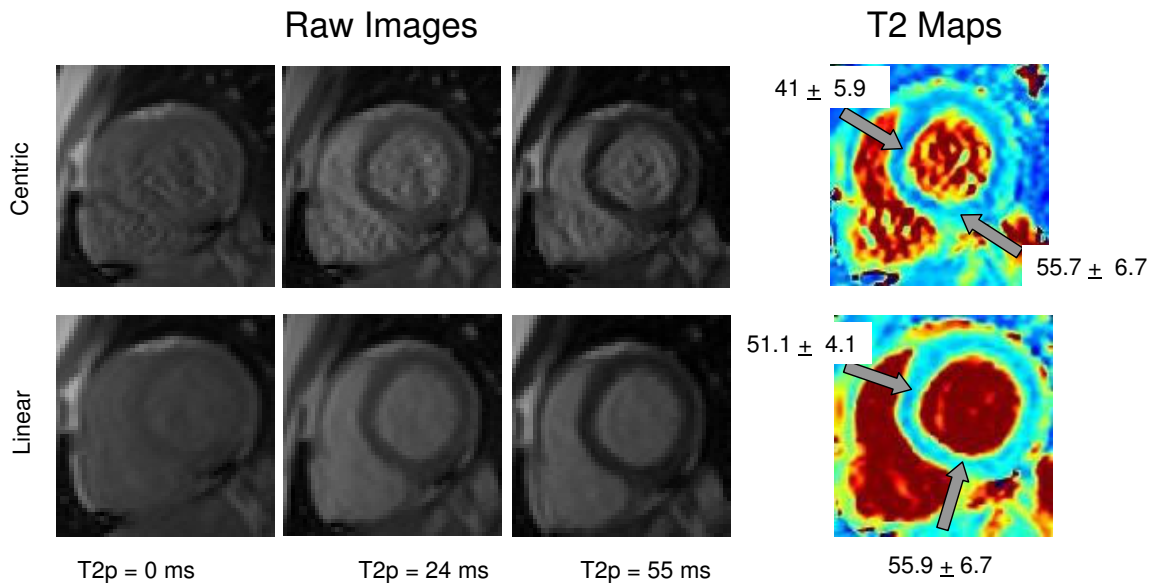 Raw Images
T2 Maps
Centric
41 ± 5.9
55.7 ± 6.7
Linear
51.1 ± 4.1
55.9 ± 6.7
T2p = 0 ms
T2p = 24 ms
T2p = 55 ms